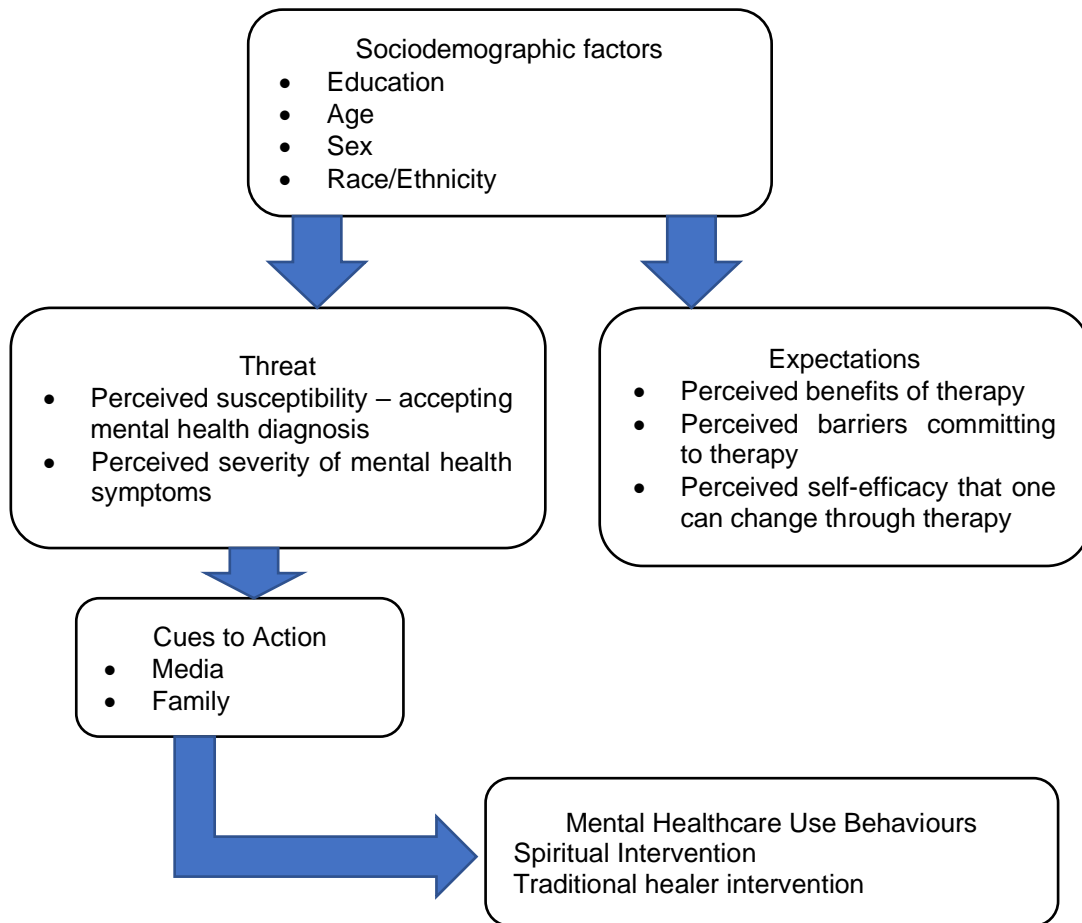 Sociodemographic factors
• Education
• Age
• Sex
• Race/Ethnicity
Threat
• Perceived susceptibility – accepting
mental health diagnosis
• Perceived severity of mental health
symptoms
Expectations
• Perceived benefits of therapy
• Perceived barriers committing
to therapy
• Perceived self-efficacy that one
can change through therapy
Cues to Action
• Media
• Family
Mental Healthcare Use Behaviours
Spiritual Intervention
Traditional healer intervention